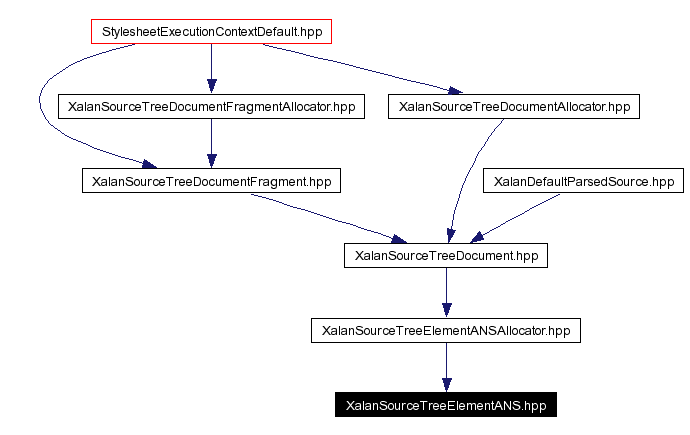 StylesheetExecutionContextDefault.hpp
XalanSourceTreeDocumentFragmentAllocator.hpp
XalanSourceTreeDocumentAllocator.hpp
XalanSourceTreeDocumentFragment.hpp
XalanDefaultParsedSource.hpp
XalanSourceTreeDocument.hpp
XalanSourceTreeElementANSAllocator.hpp
XalanSourceTreeElementANS.hpp